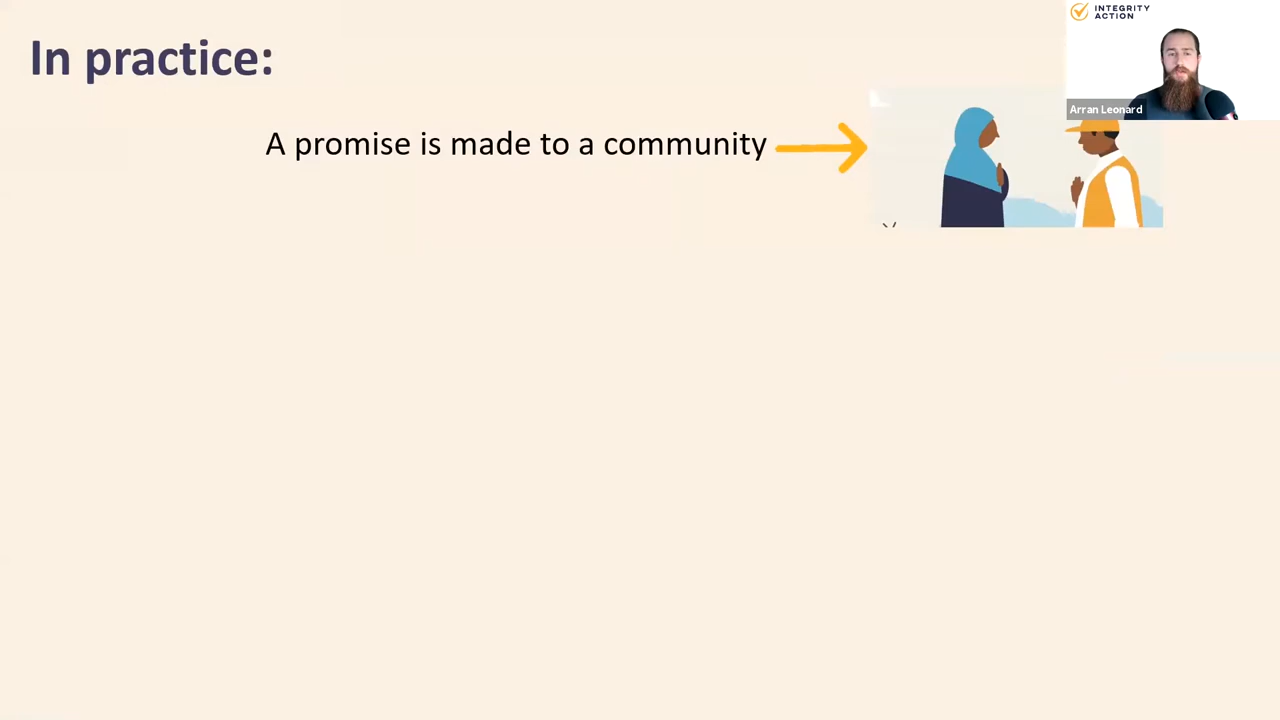 In practice:
INTEGRITY
ACTION
Arran Leonard
A promise is made to a community